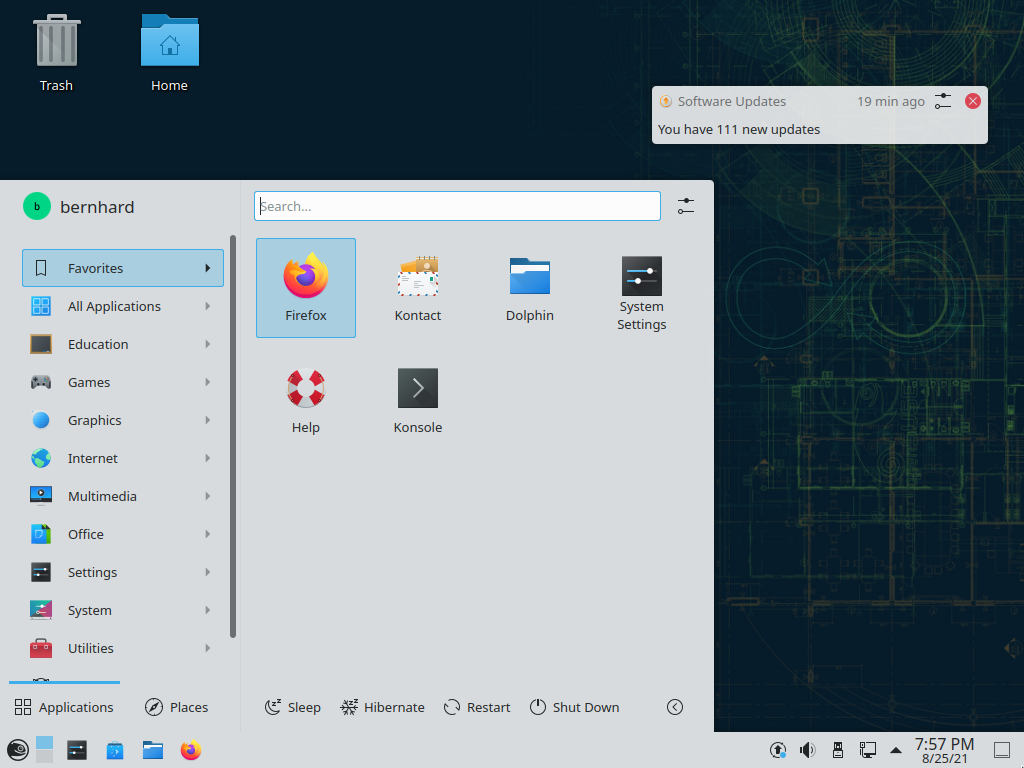 Trash
Home
Software Updates
19 min ago
You have 111 new updates
b
bernhard
Search...
Favorites
All Applications
Education
Games
Graphics
Internet
Multimedia
Office
Settings
System
Utilities
Firefox
Kontact
Dolphin
System
Settings
Help
Konsole
Applications
Places
Sleep
Hibernate
Restart
Shut Down
7:57 PM
8/25/21